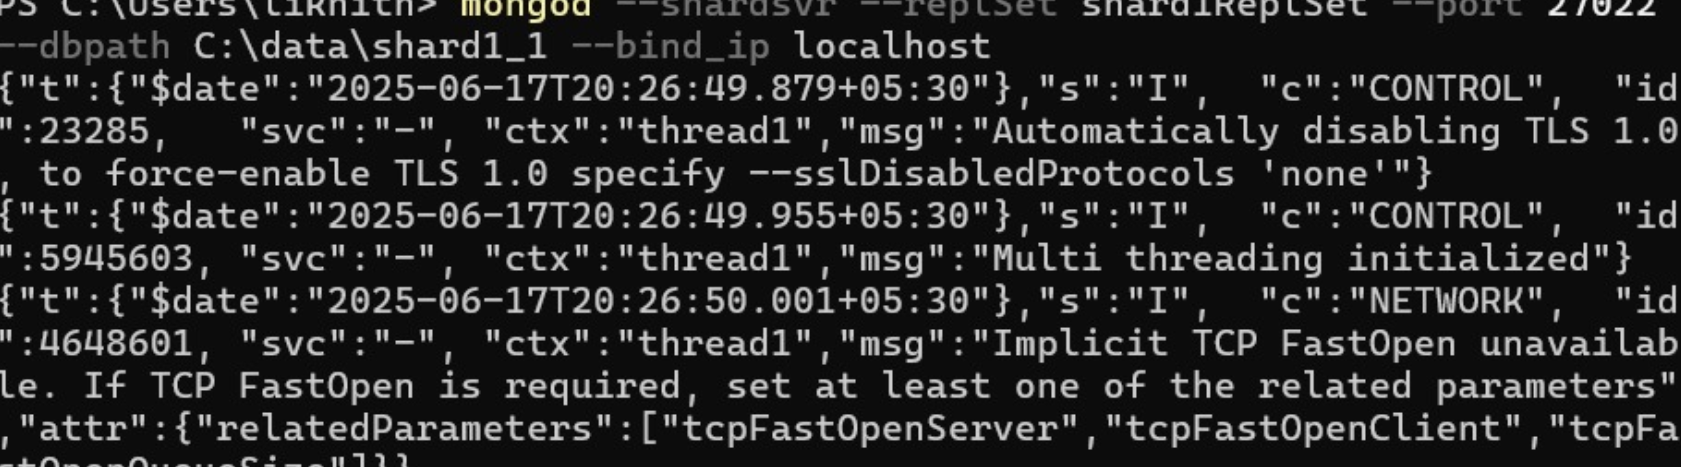 PS C:\Users\likhith> mongod --shardsvr --replSet shard1ReplSet --port 27022
--dbpath C:\data\shard1_1 --bind_ip localhost
{"t":{"$date":"2025-06-17T20:26:49.879+05:30"},"s":"I",  "c":"CONTROL",  "id
":23285,   "svc":"-", "ctx":"thread1","msg":"Automatically disabling TLS 1.0
, to force-enable TLS 1.0 specify --sslDisabledProtocols 'none'"}
{"t":{"$date":"2025-06-17T20:26:49.955+05:30"},"s":"I",  "c":"CONTROL",  "id
":5945603, "svc":"-", "ctx":"thread1","msg":"Multi threading initialized"}
{"t":{"$date":"2025-06-17T20:26:50.001+05:30"},"s":"I",  "c":"NETWORK",  "id
":4648601, "svc":"-", "ctx":"thread1","msg":"Implicit TCP FastOpen unavailab
le. If TCP FastOpen is required, set at least one of the related parameters"
,"attr":{"relatedParameters":["tcpFastOpenServer","tcpFastOpenClient","tcpFa
stOpenQueueSize"]}}